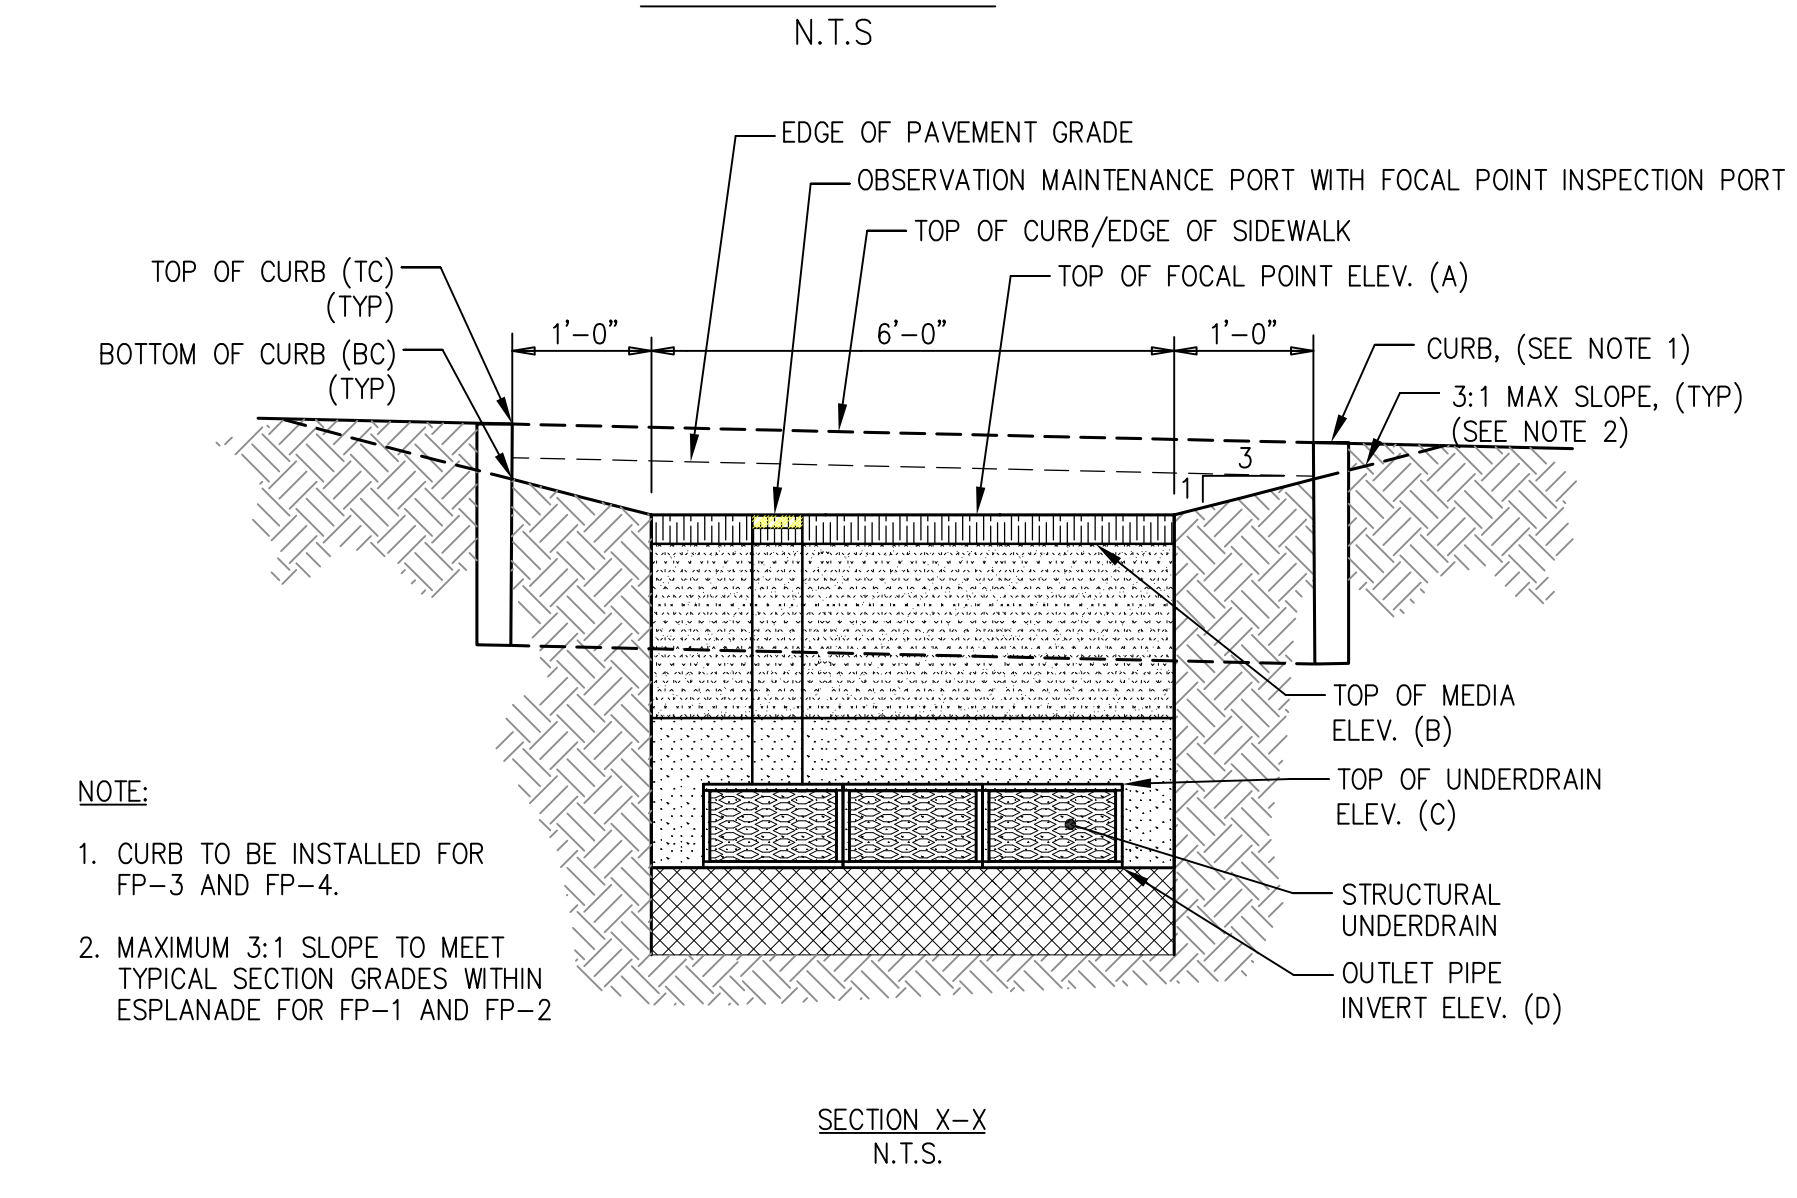 N.T.S
EDGE OF PAVEMENT GRADE
OBSERVATION MAINTENANCE PORT WITH FOCAL POINT INSPECTION PORT
TOP OF CURB/EDGE OF SIDEWALK
TOP OF FOCAL POINT ELEV. (A)
TOP OF CURB (TC)
(TYP)
BOTTOM OF CURB (BC)
(TYP)
1'-0"
6'-0"
1'-0"
CURB, (SEE NOTE 1)
3:1 MAX SLOPE, (TYP)
(SEE NOTE 2)
3
1
TOP OF MEDIA
ELEV. (B)
TOP OF UNDERDRAIN
ELEV. (C)
STRUCTURAL
UNDERDRAIN
OUTLET PIPE
INVERT ELEV. (D)
NOTE:
1. CURB TO BE INSTALLED FOR
FP-3 AND FP-4.
2. MAXIMUM 3:1 SLOPE TO MEET
TYPICAL SECTION GRADES WITHIN
ESPLANADE FOR FP-1 AND FP-2
SECTION X-X
N.T.S.